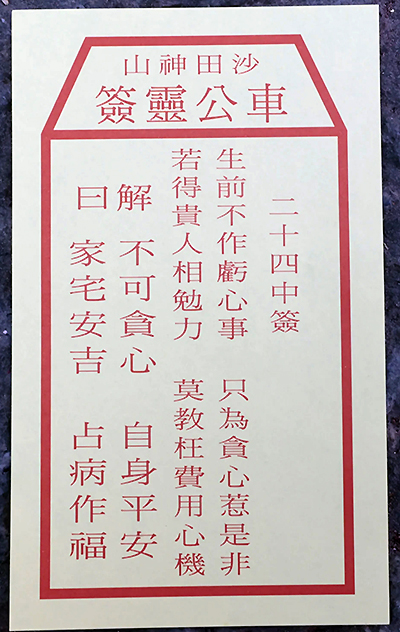 沙田神山
車公靈簽
二十四中簽
生前不作虧心事 只為貪心惹是非
若得貴人相勉力 莫教枉費用心機
解 不可貪心 自身平安
曰 家宅安吉 占病作福